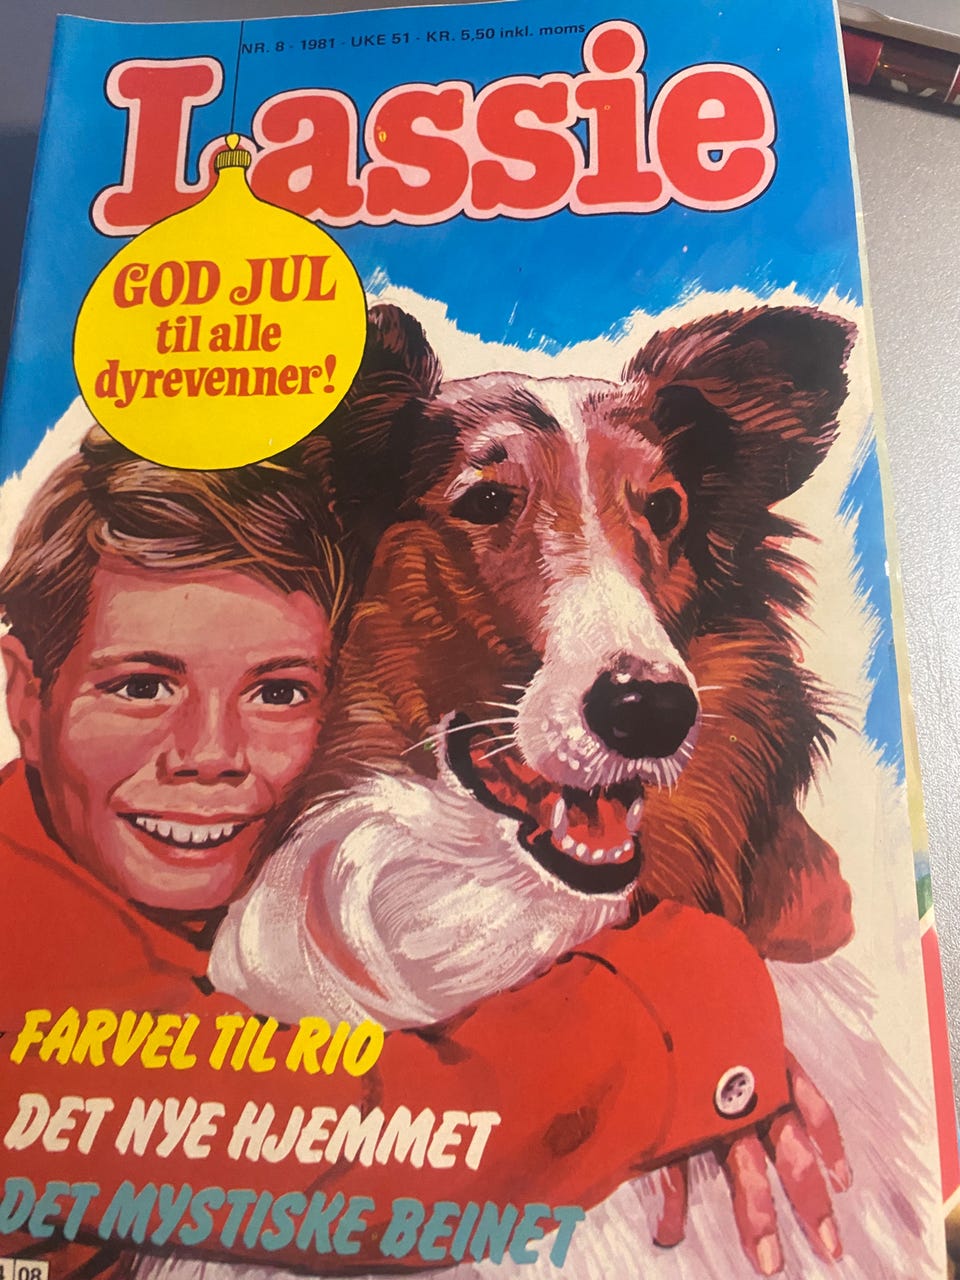 NR. 8 - 1981 - UKE 51 - KR. 5,50 inkl. moms
Lassie
GOD JUL
til alle
dyrevenner!
FARVEL TIL RIO
DET NYE HJEMMET
DET MYSTISKE BEINET
08